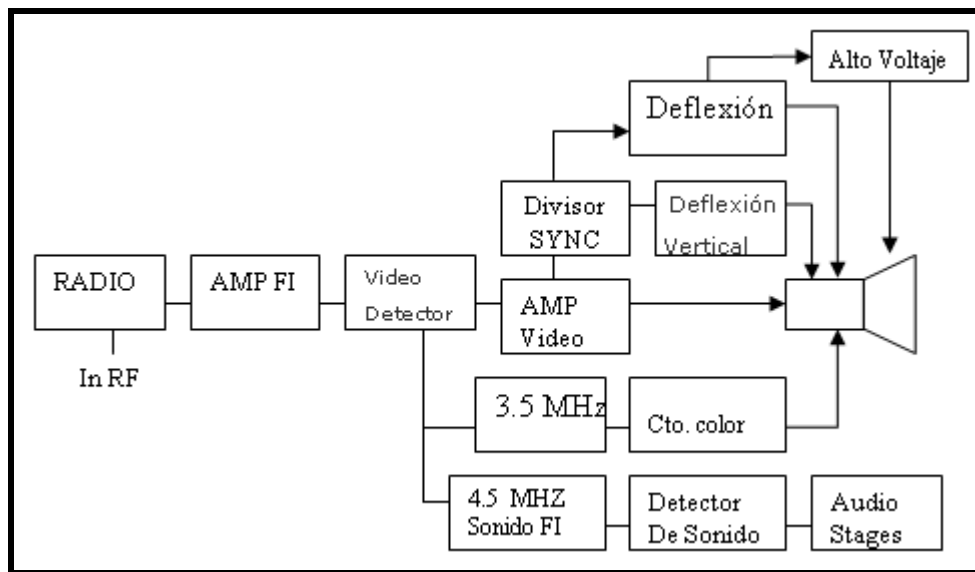 Alto Voltaje
Deflexión
Divisor
SYNC
Deflexión
Vertical
RADIO
AMP FI
Video
Detector
AMP
Video
In RF
3.5 MHz
Cto. color
4.5 MHZ
Sonido FI
Detector
De Sonido
Audio
Stages